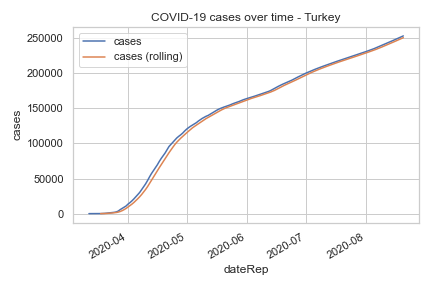 COVID-19 cases over time - Turkey
cases
cases (rolling)
250000
200000
150000
100000
50000
0
cases
2020-04
2020-05
2020-06
2020-07
2020-08
dateRep